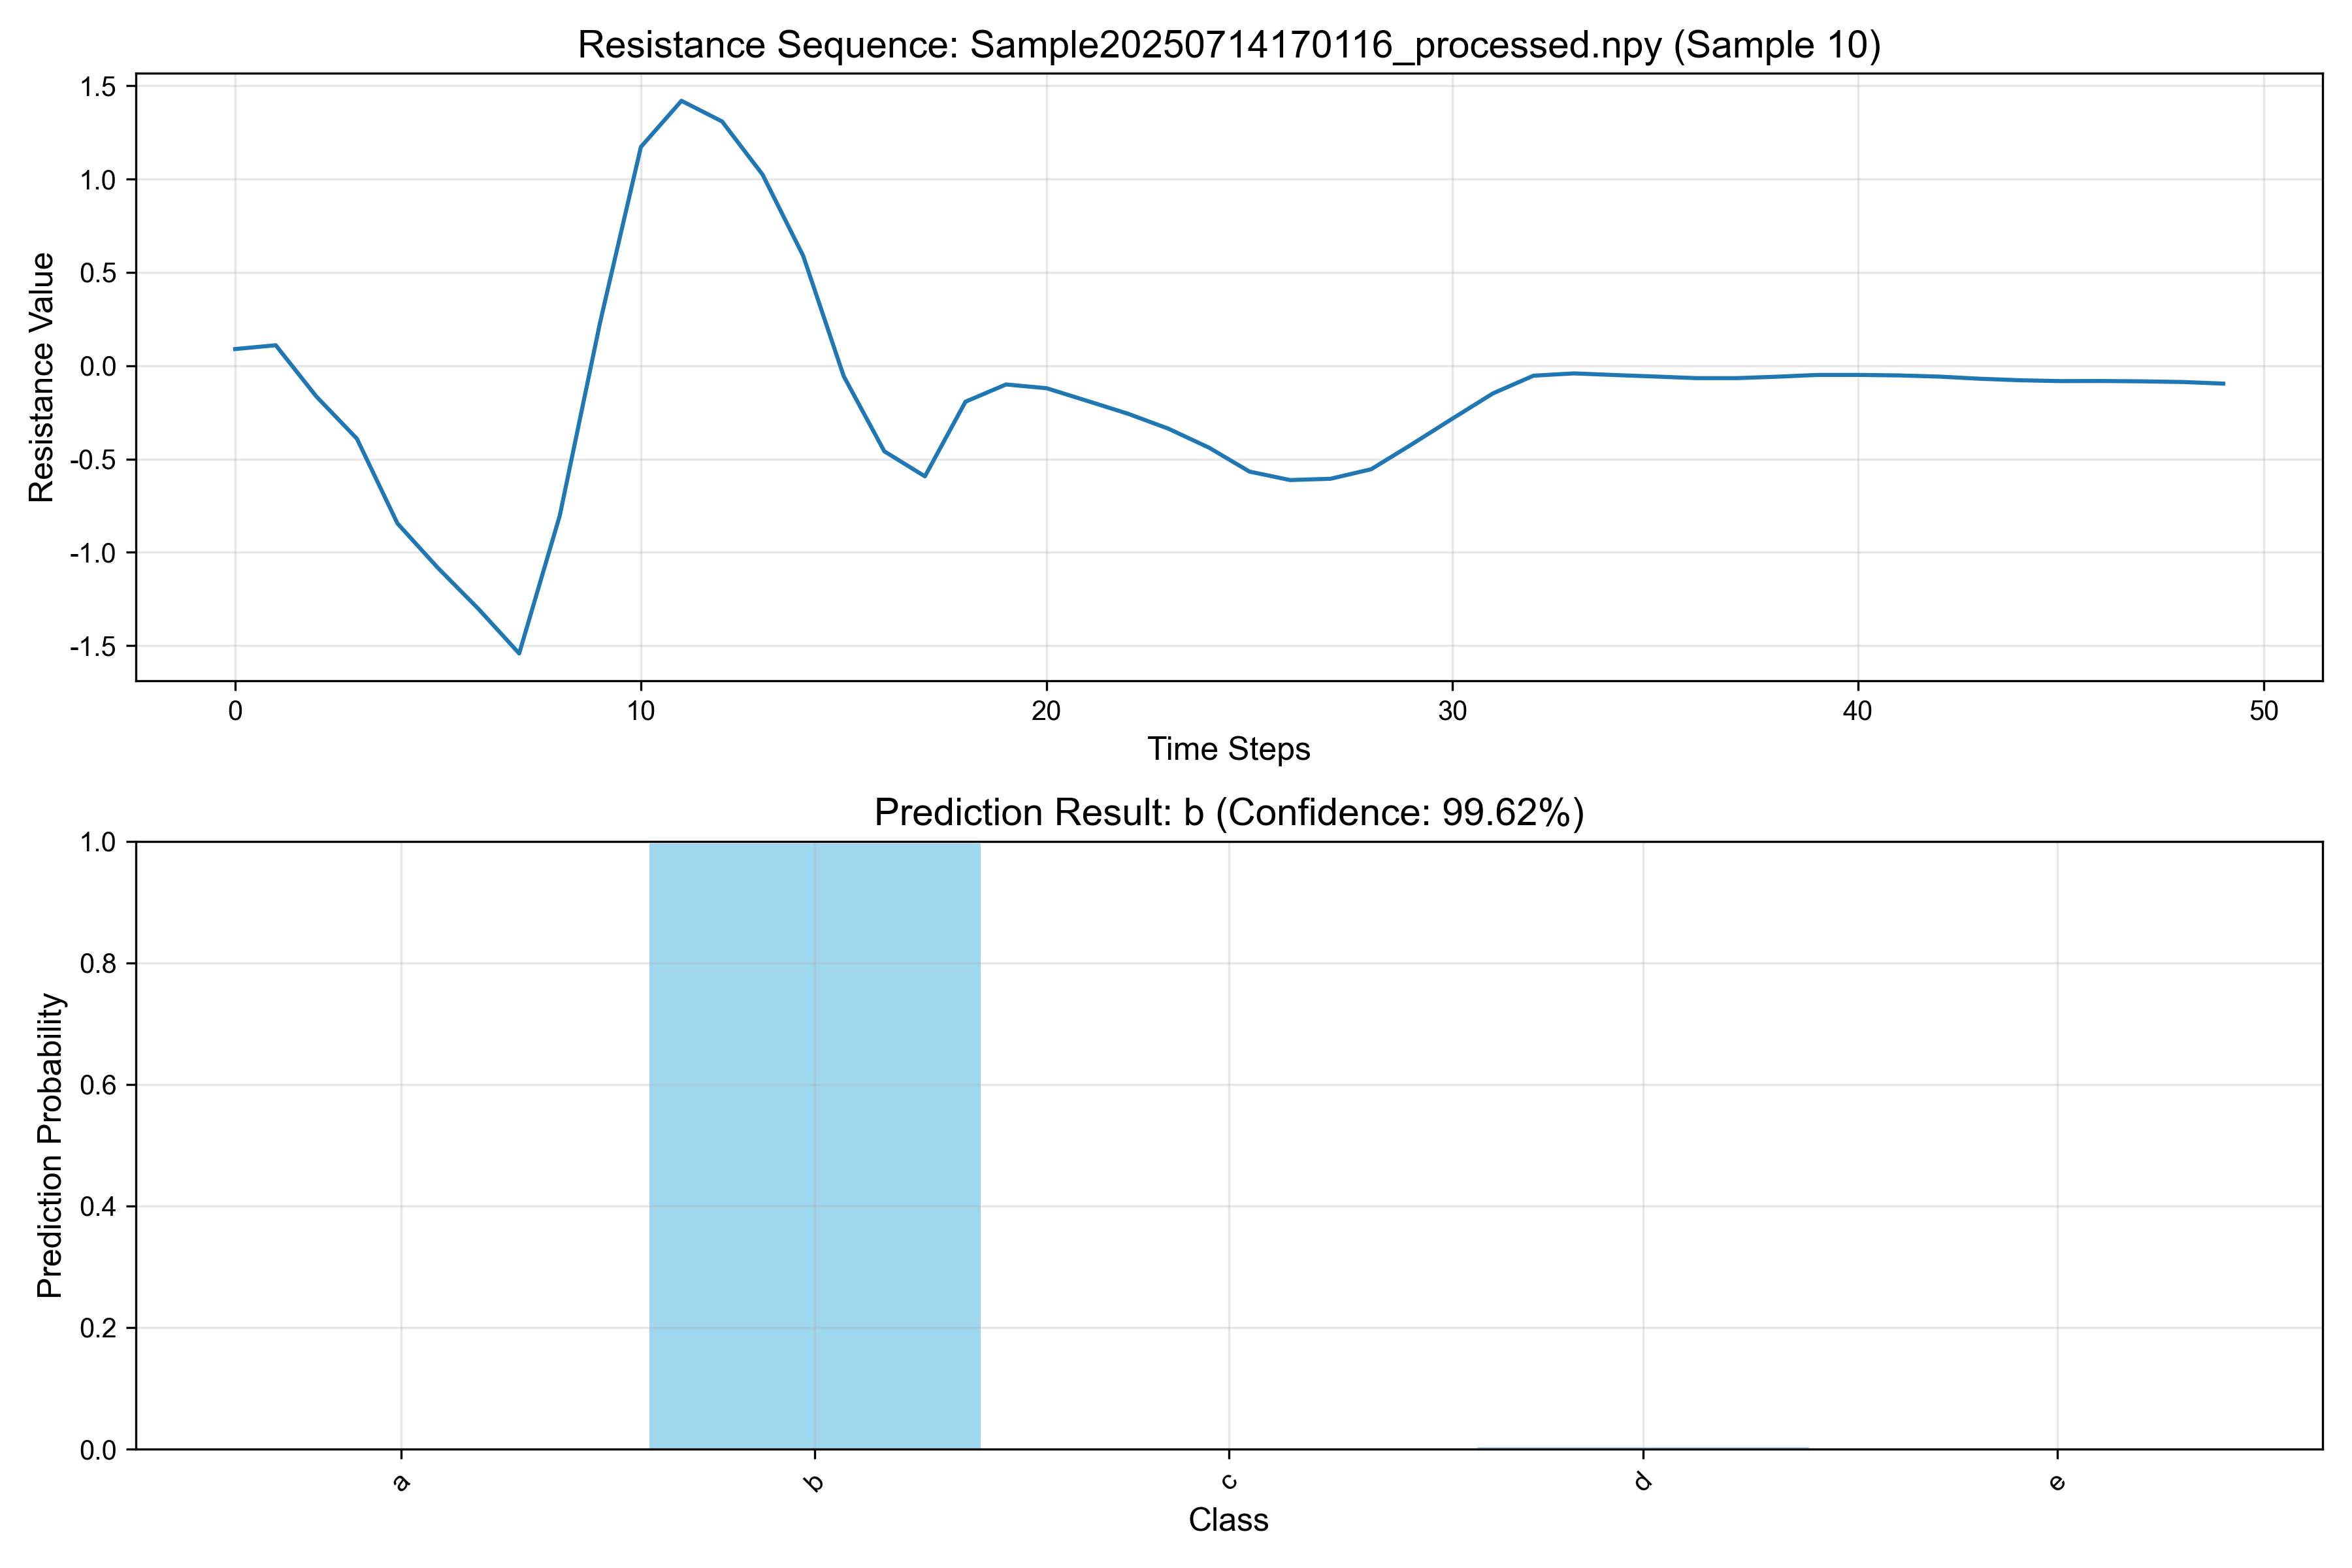 Resistance Sequence: Sample20250714170116_processed.npy (Sample 10)
1.5
1.0
0.5
0.0
-0.5
-1.0
-1.5
Resistance Value
0 10 20 30 40 50
Time Steps
Prediction Result: b (Confidence: 99.62%)
1.0
0.8
0.6
0.4
0.2
0.0
Prediction Probability
a b c d e
Class